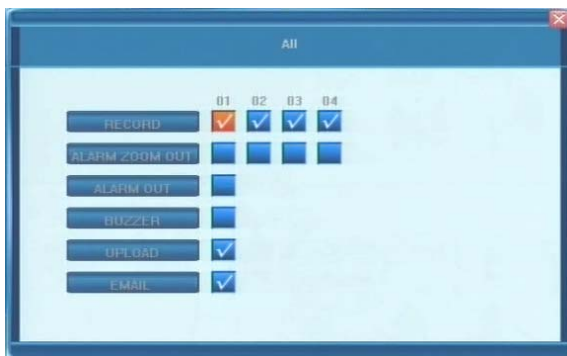 All
01 02 03 04
RECORD
ALARM ZOOM OUT
ALARM OUT
BUZZER
UPLOAD
EMAIL